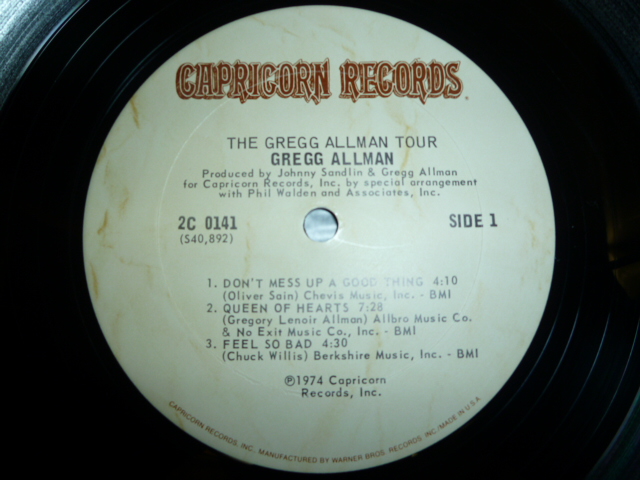 CAPRICORN RECORDS
THE GREGG ALLMAN TOUR
GREGG ALLMAN
Produced by Johnny Sandlin & Gregg Allman
for Capricorn Records, Inc. by special arrangement
with Phil Walden and Associates, Inc.
2C 0141 SIDE 1
(S40,892)
1. DON'T MESS UP A GOOD THING 4:10
(Oliver Sain) Chevis Music, Inc. - BMI
2. QUEEN OF HEARTS 7:28
(Gregory Lenoir Allman) Allbro Music Co.
& No Exit Music Co., Inc. - BMI
3. FEEL SO BAD 4:30
(Chuck Willis) Berkshire Music, Inc. - BMI
℗1974 Capricorn
Records, Inc.
CAPRICORN RECORDS, INC., MANUFACTURED BY WARNER BROS. RECORDS INC./MADE IN U.S.A.